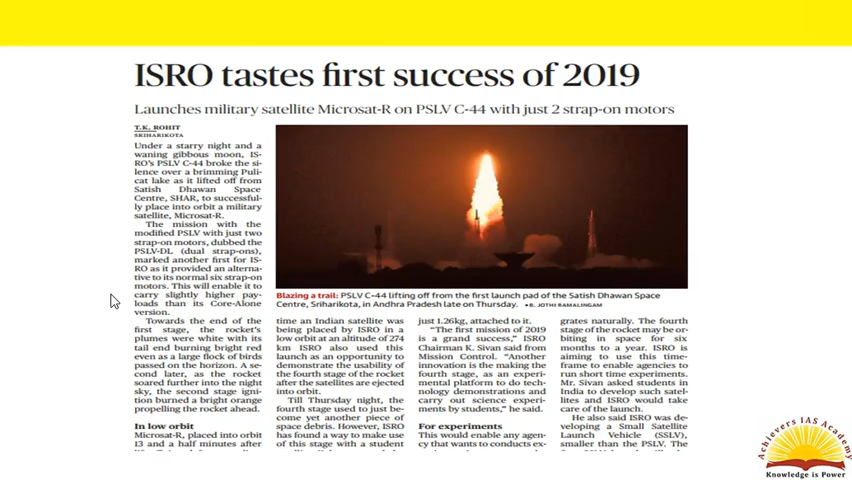 ISRO tastes first success of 2019
Launches military satellite Microsat-R on PSLV C-44 with just 2 strap-on motors
T.K. ROHIT
SRIHARIKOTA
Under a starry night and a
waning gibbous moon, IS-
RO's PSLV C-44 broke the si-
lence over a brimming Puli-
cat lake as it lifted off from
Satish Dhawan Space
Centre, SHAR, to successful-
ly place into orbit a military
satellite, Microsat-R.
The mission with the
modified PSLV with just two
strap-on motors, dubbed the
PSLV-DL (dual strap-ons),
marked another first for IS-
RO as it provided an alterna-
tive to its normal six strap-on
motors. This will enable it to
carry slightly higher pay-
loads than its Core-Alone
version.
Towards the end of the
first stage, the rocket's
plumes were white with its
tail end burning bright red
even as a large flock of birds
passed on the horizon. A se-
cond later, as the rocket
soared further into the night
sky, the second stage igni-
tion burned a bright orange
propelling the rocket ahead.
In low orbit
Microsat-R, placed into orbit
13 and a half minutes after
Blazing a trail: PSLV C-44 lifting off from the first launch pad of the Satish Dhawan Space
Centre, Sriharikota, in Andhra Pradesh late on Thursday. •B. JOTHI RAMALINGAM
time an Indian satellite was
being placed by ISRO in a
low orbit at an altitude of 274
km ISRO also used this
launch as an opportunity to
demonstrate the usability of
the fourth stage of the rocket
after the satellites are ejected
into orbit.
Till Thursday night, the
fourth stage used to just be-
come yet another piece of
space debris. However, ISRO
has found a way to make use
of this stage with a student
just 1.26kg, attached to it.
"The first mission of 2019
is a grand success," ISRO
Chairman K. Sivan said from
Mission Control. "Another
innovation is the making the
fourth stage, as an experi-
mental platform to do tech-
nology demonstrations and
carry out science experi-
ments by students," he said.
For experiments
This would enable any agen-
cy that wants to conduct ex-
grates naturally. The fourth
stage of the rocket may be or-
biting in space for six
months to a year. ISRO is
aiming to use this time-
frame to enable agencies to
run short time experiments.
Mr. Sivan asked students in
India to develop such satel-
lites and ISRO would take
care of the launch.
He also said ISRO was de-
veloping a Small Satellite
Launch Vehicle (SSLV),
smaller than the PSLV. The
Achievers IAS Academy
Knowledge is Power